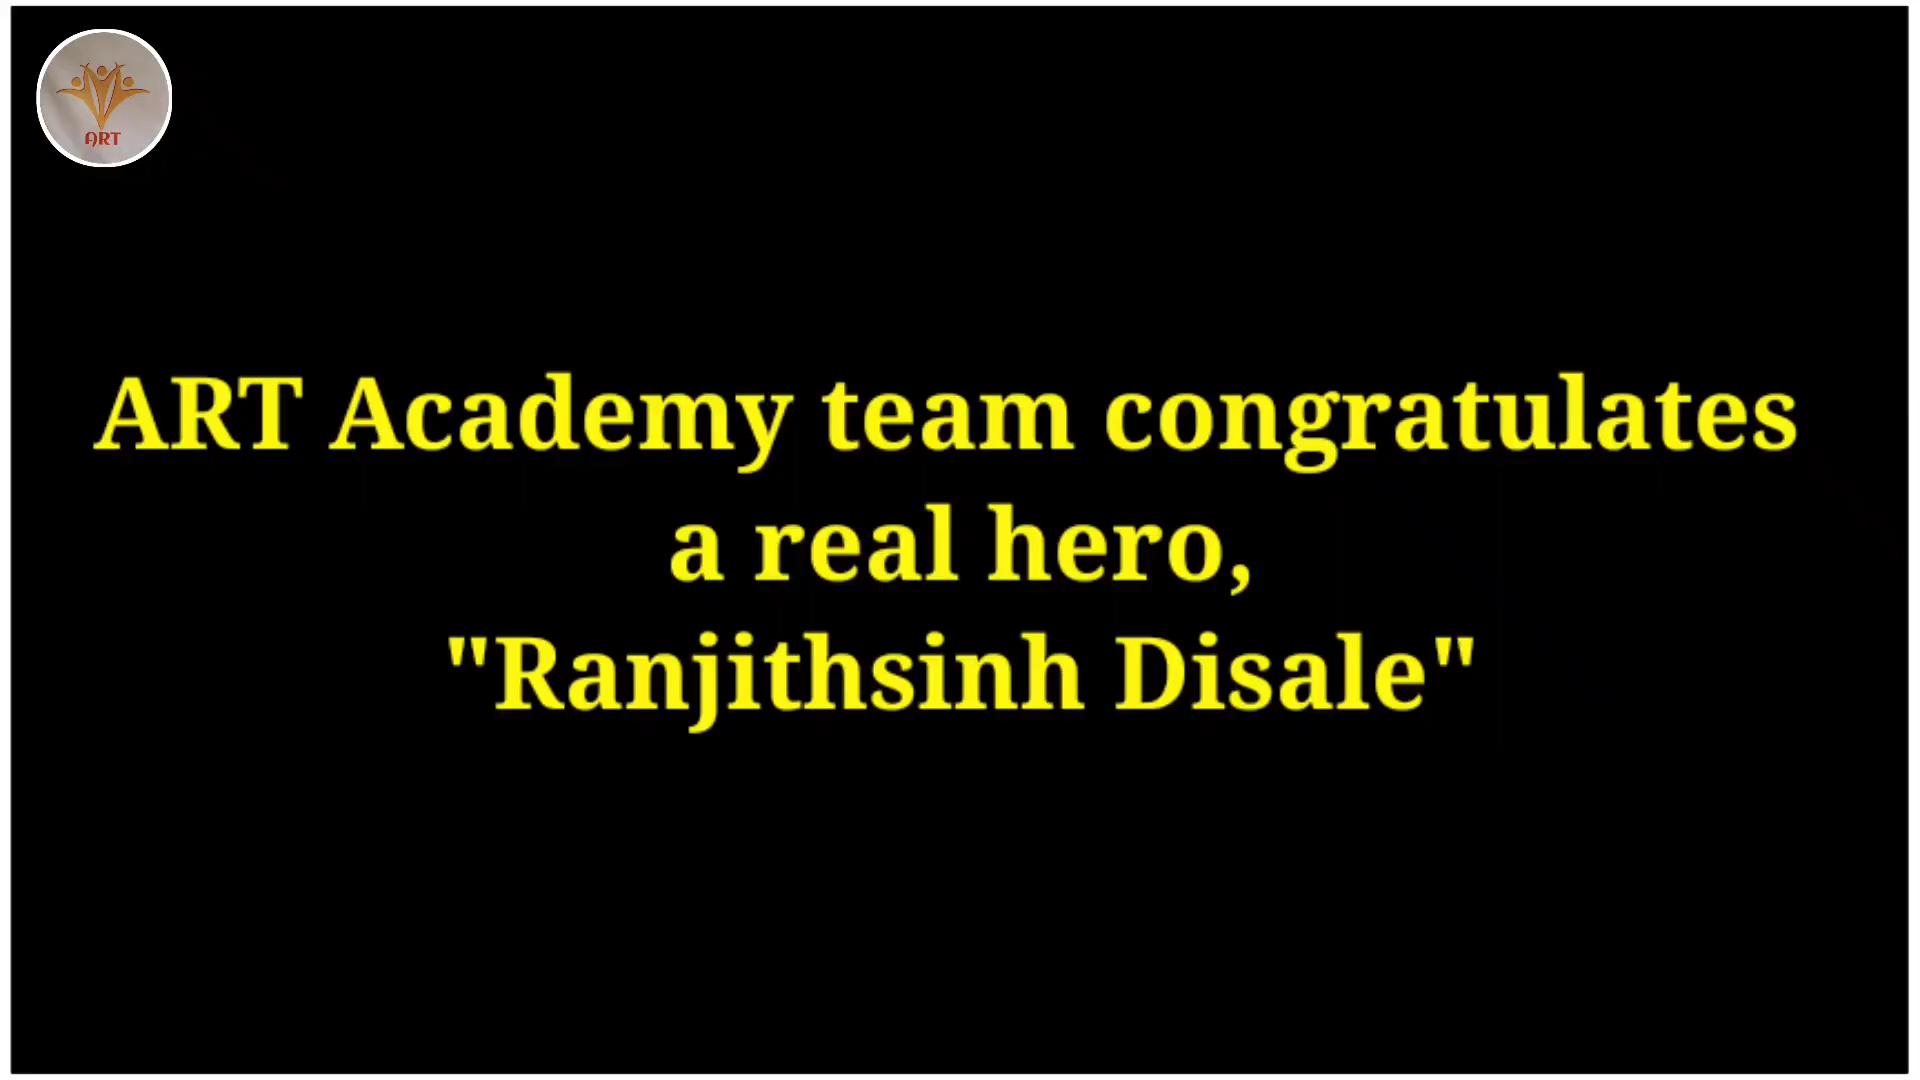 ART
ART Academy team congratulates
a real hero,
"Ranjithsinh Disale"